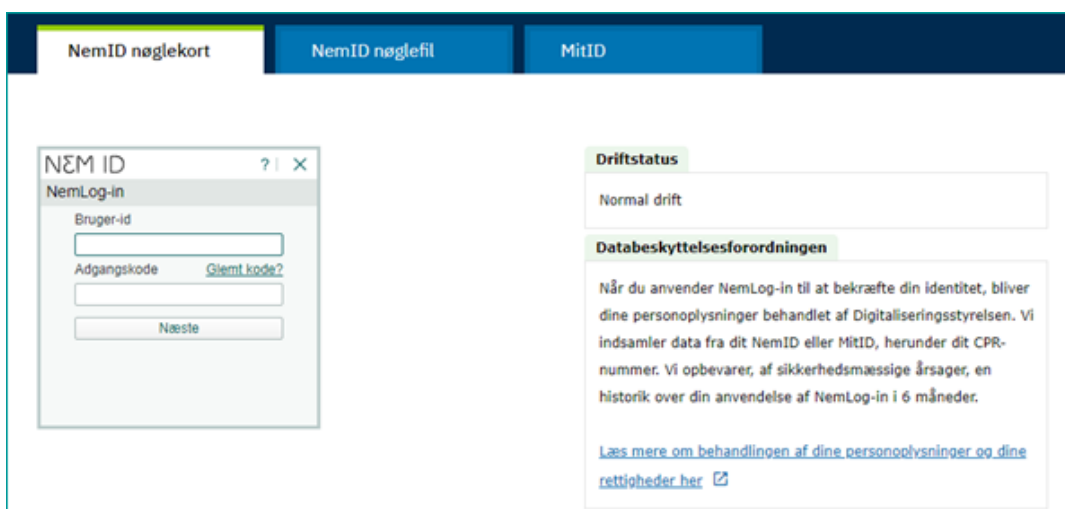 NemID nøglekort
NemID nøglefil
MitID
NEM ID
? | X
NemLog-in
Bruger-id
Adgangskode Glemt kode?
Næste
Driftstatus
Normal drift
Databeskyttelsesforordningen
Når du anvender NemLog-in til at bekræfte din identitet, bliver
dine personoplysninger behandlet af Digitaliseringsstyrelsen. Vi
indsamler data fra dit NemID eller MitID, herunder dit CPR-
nummer. Vi opbevarer, af sikkerhedsmæssige årsager, en
historik over din anvendelse af NemLog-in i 6 måneder.
Læs mere om behandlingen af dine personoplysninger og dine
rettigheder her